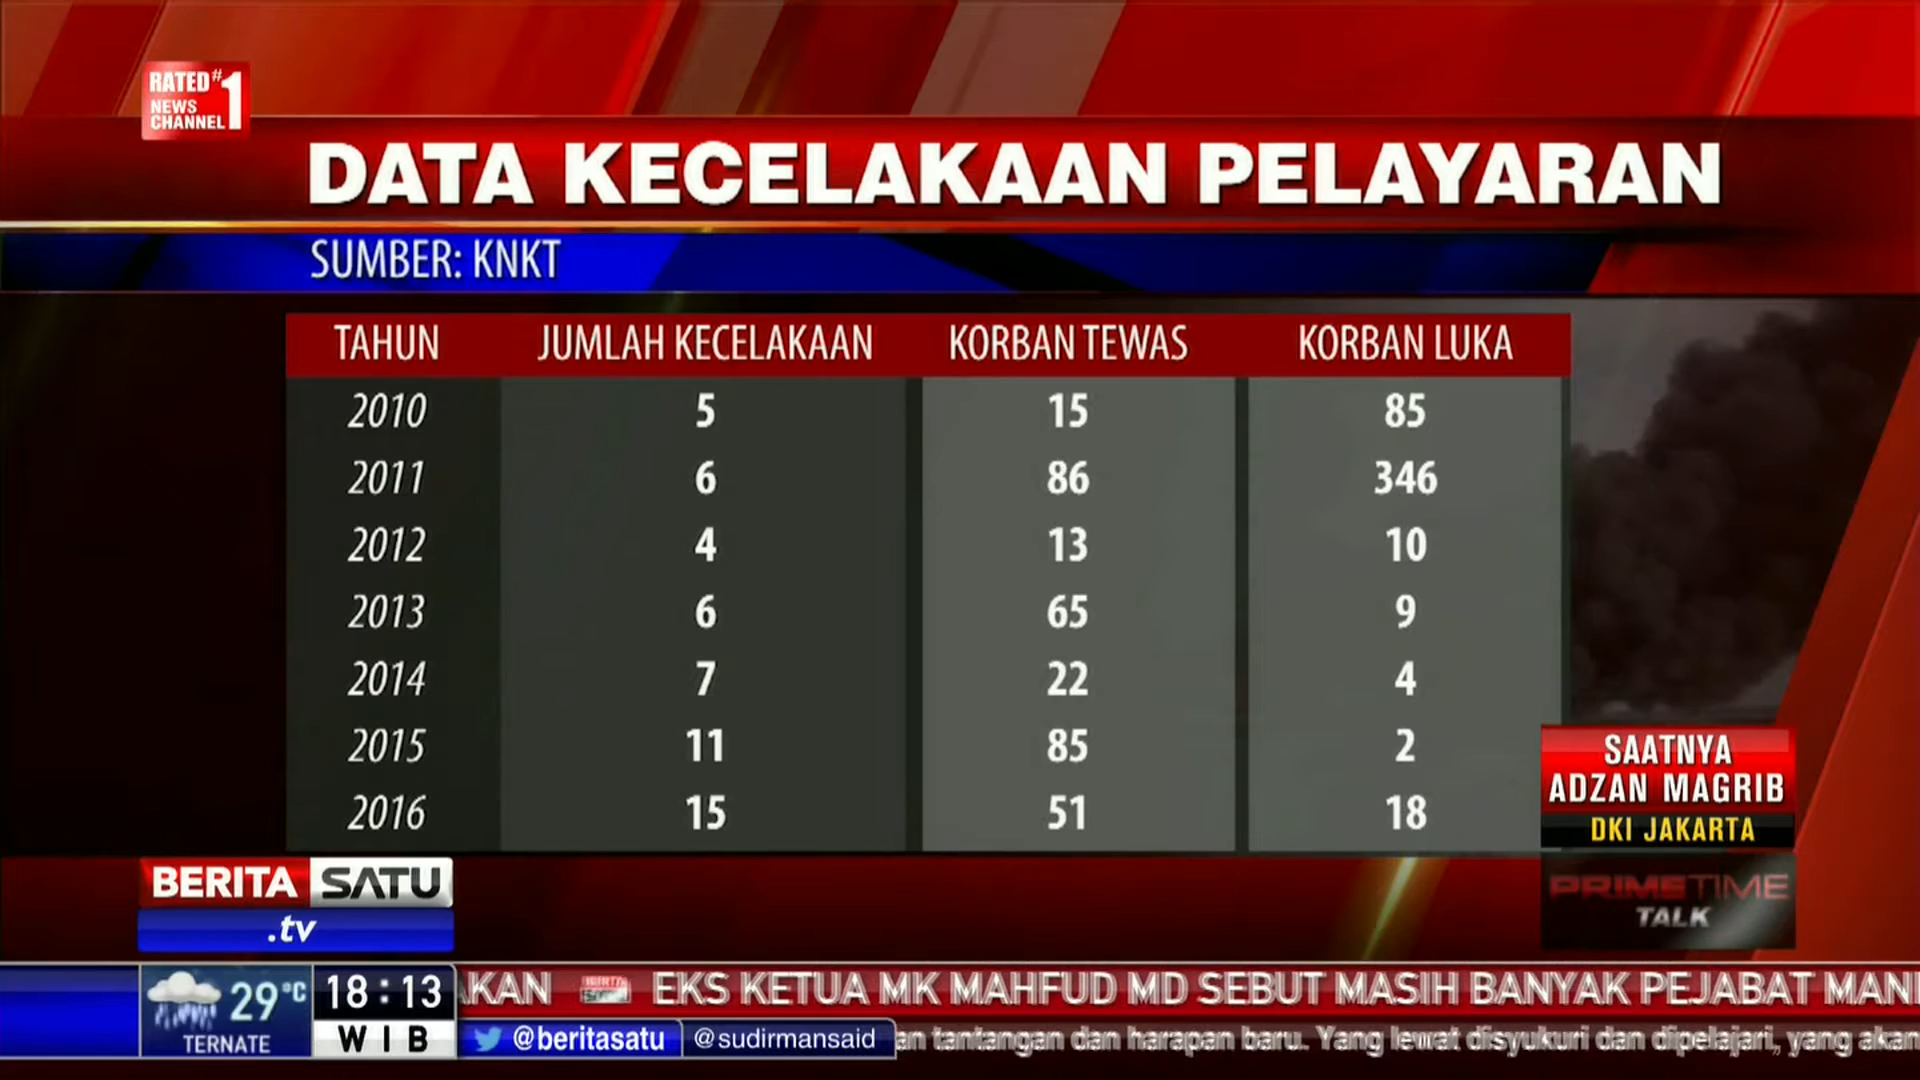 RATED #1
NEWS
CHANNEL
DATA KECELAKAAN PELAYARAN
SUMBER: KNKT
TAHUN JUMLAH KECELAKAAN KORBAN TEWAS KORBAN LUKA
2010 5 15 85
2011 6 86 346
2012 4 13 10
2013 6 65 9
2014 7 22 4
2015 11 85 2
2016 15 51 18
SAATNYA
ADZAN MAGRIB
DKI JAKARTA
PRIMETIME
TALK
BERITA SATU
.tv
29°C
TERNATE
18:13
WIB
AKAN BERITA SATU EKS KETUA MK MAHFUD MD SEBUT MASIH BANYAK PEJABAT MAN
@beritasatu @sudirmansaid an tantangan dan harapan baru. Yang lewat disyukuri dan dipelajari, yang akan